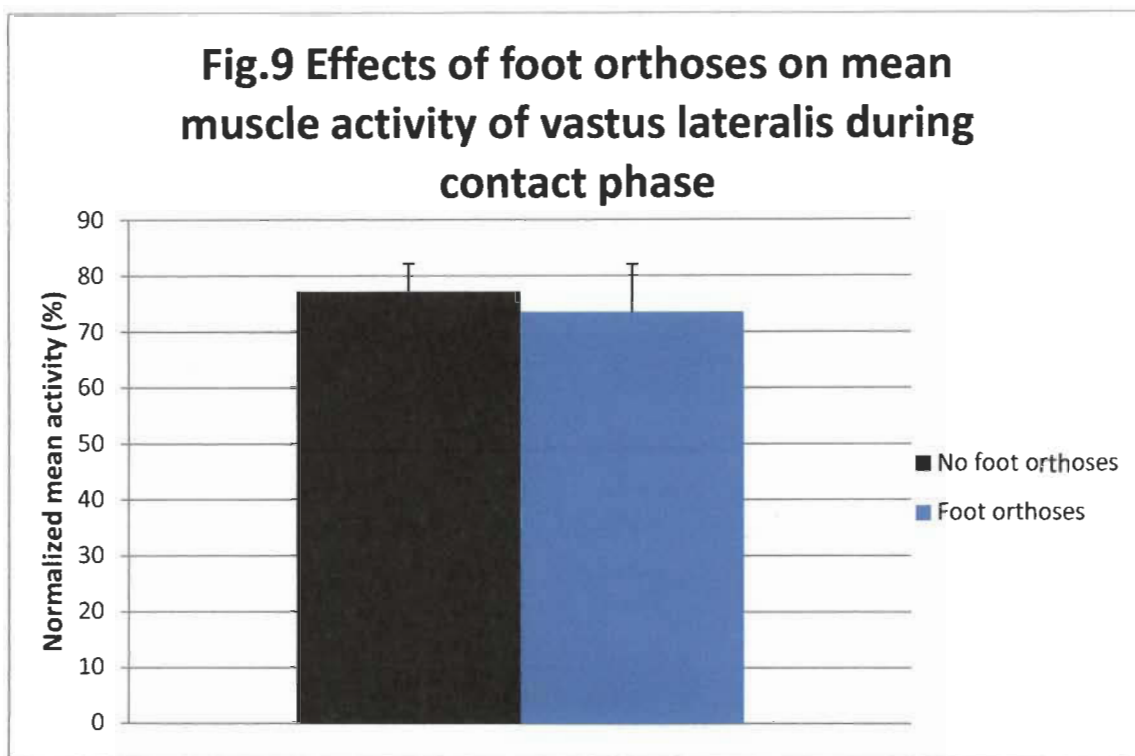 Fig.9 Effects of foot orthoses on mean
muscle activity of vastus lateralis during
contact phase
Normalized mean activity (%)
90
80
70
60
50
40
30
20
10
0
No foot orthoses
Foot orthoses